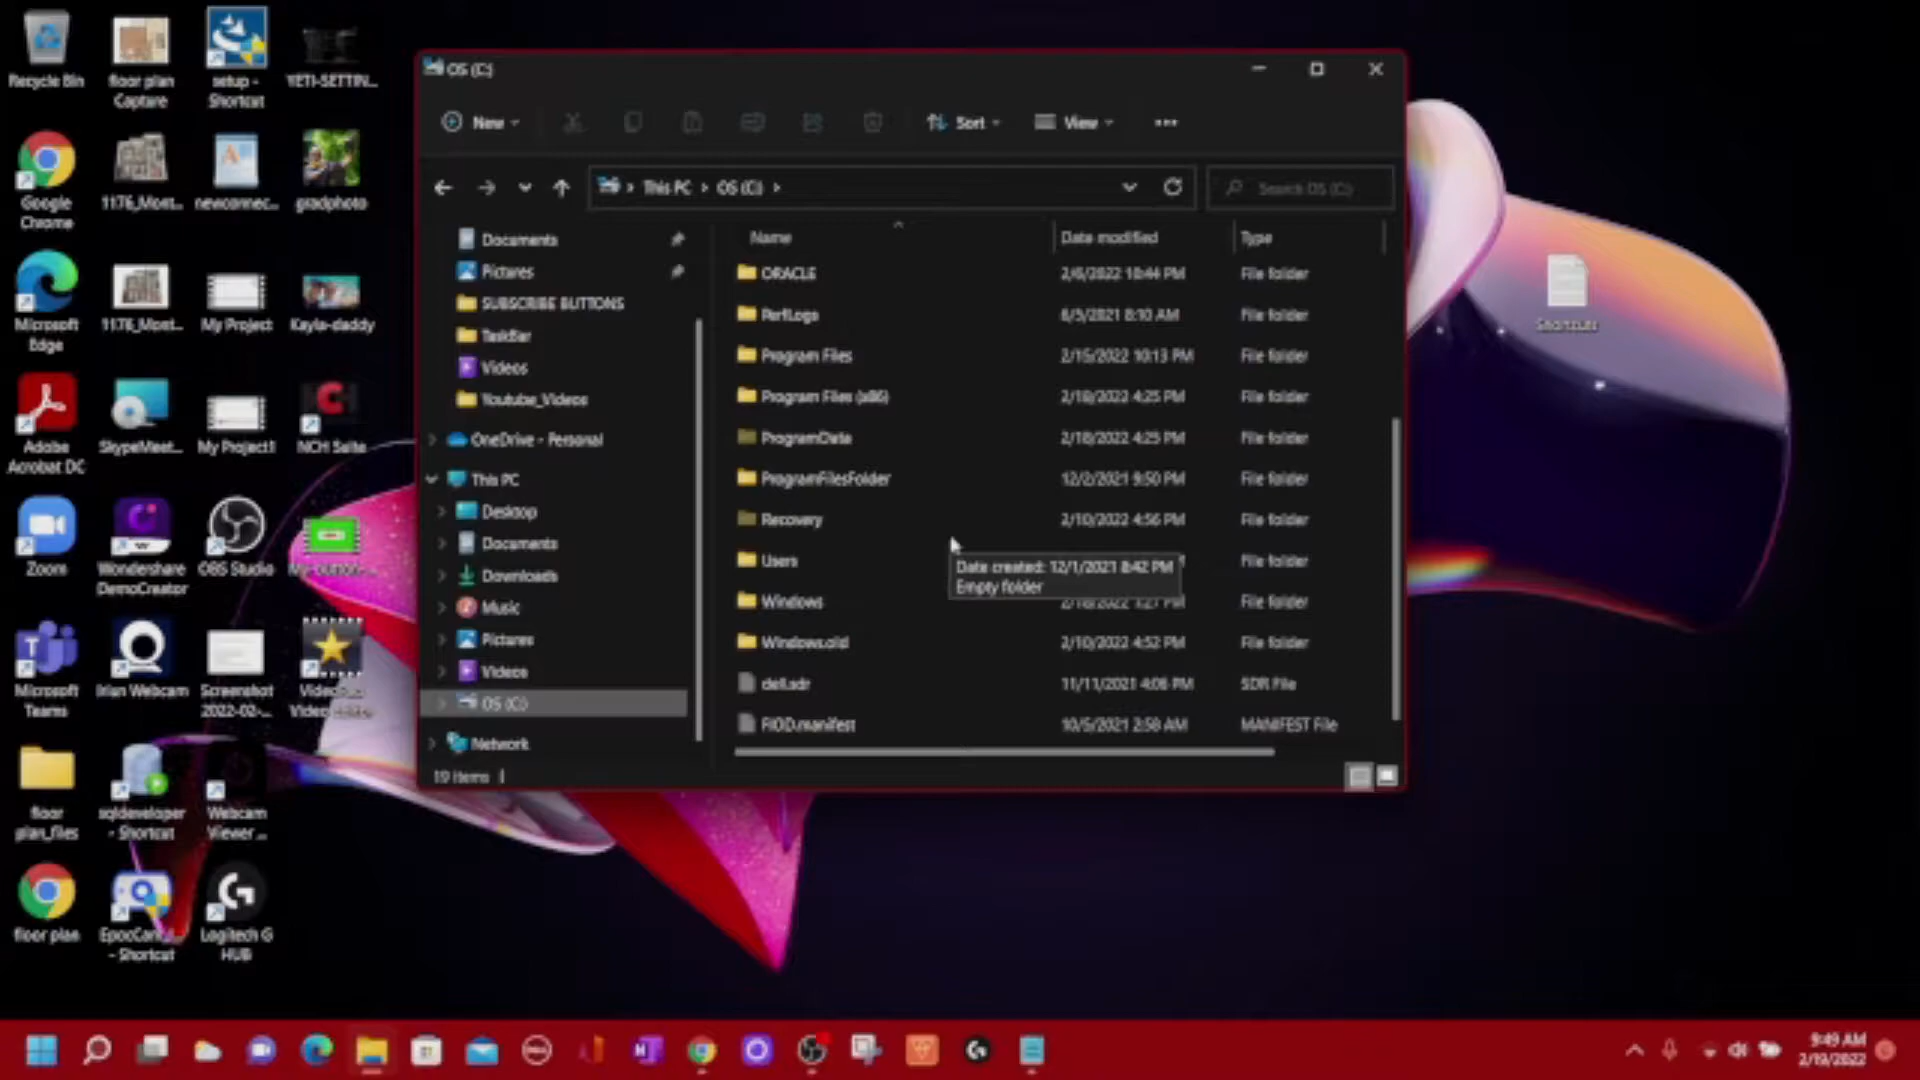 Recycle Bin
floor plan
Capture
setup -
Shortcut
YETI-SETTIN...
Google
Chrome
1176_Mont...
newconnec...
gradphoto
Microsoft
Edge
1176_Mont...
My Project
Kayla-daddy
Adobe
Acrobat DC
SkypeMeet...
My Project1
NCH Suite
Zoom
Wondershare
DemoCreator
OBS Studio
Microsoft
Teams
Iriun Webcam
Screenshot
2022-02-...
floor
plan_files
sqldeveloper
- Shortcut
Webcam
Viewer ...
floor plan
- Shortcut
Logitech G
HUB
Shortcuts
OS (C:)
New
Sort
View
This PC
OS (C:)
Search OS (C:)
Documents
Pictures
SUBSCRIBE BUTTONS
TaskBar
Videos
Youtube_Videos
OneDrive - Personal
This PC
Desktop
Documents
Downloads
Music
Pictures
Videos
OS (C:)
Network
Name Date modified Type
ORACLE 2/6/2022 10:44 PM File folder
PerfLogs 6/5/2021 8:10 AM File folder
Program Files 2/15/2022 10:13 PM File folder
Program Files (x86) 2/18/2022 4:25 PM File folder
ProgramData 2/18/2022 4:25 PM File folder
ProgramFilesFolder 12/2/2021 9:50 PM File folder
Recovery 2/10/2022 4:56 PM File folder
Users File folder
Date created: 12/1/2021 8:42 PM
Empty folder
Windows File folder
Windows.old 2/10/2022 4:52 PM File folder
dell.sdr 11/11/2021 4:06 PM SDR File
FIOD.manifest 10/5/2021 2:58 AM MANIFEST File
19 items
9:49 AM
2/19/2022